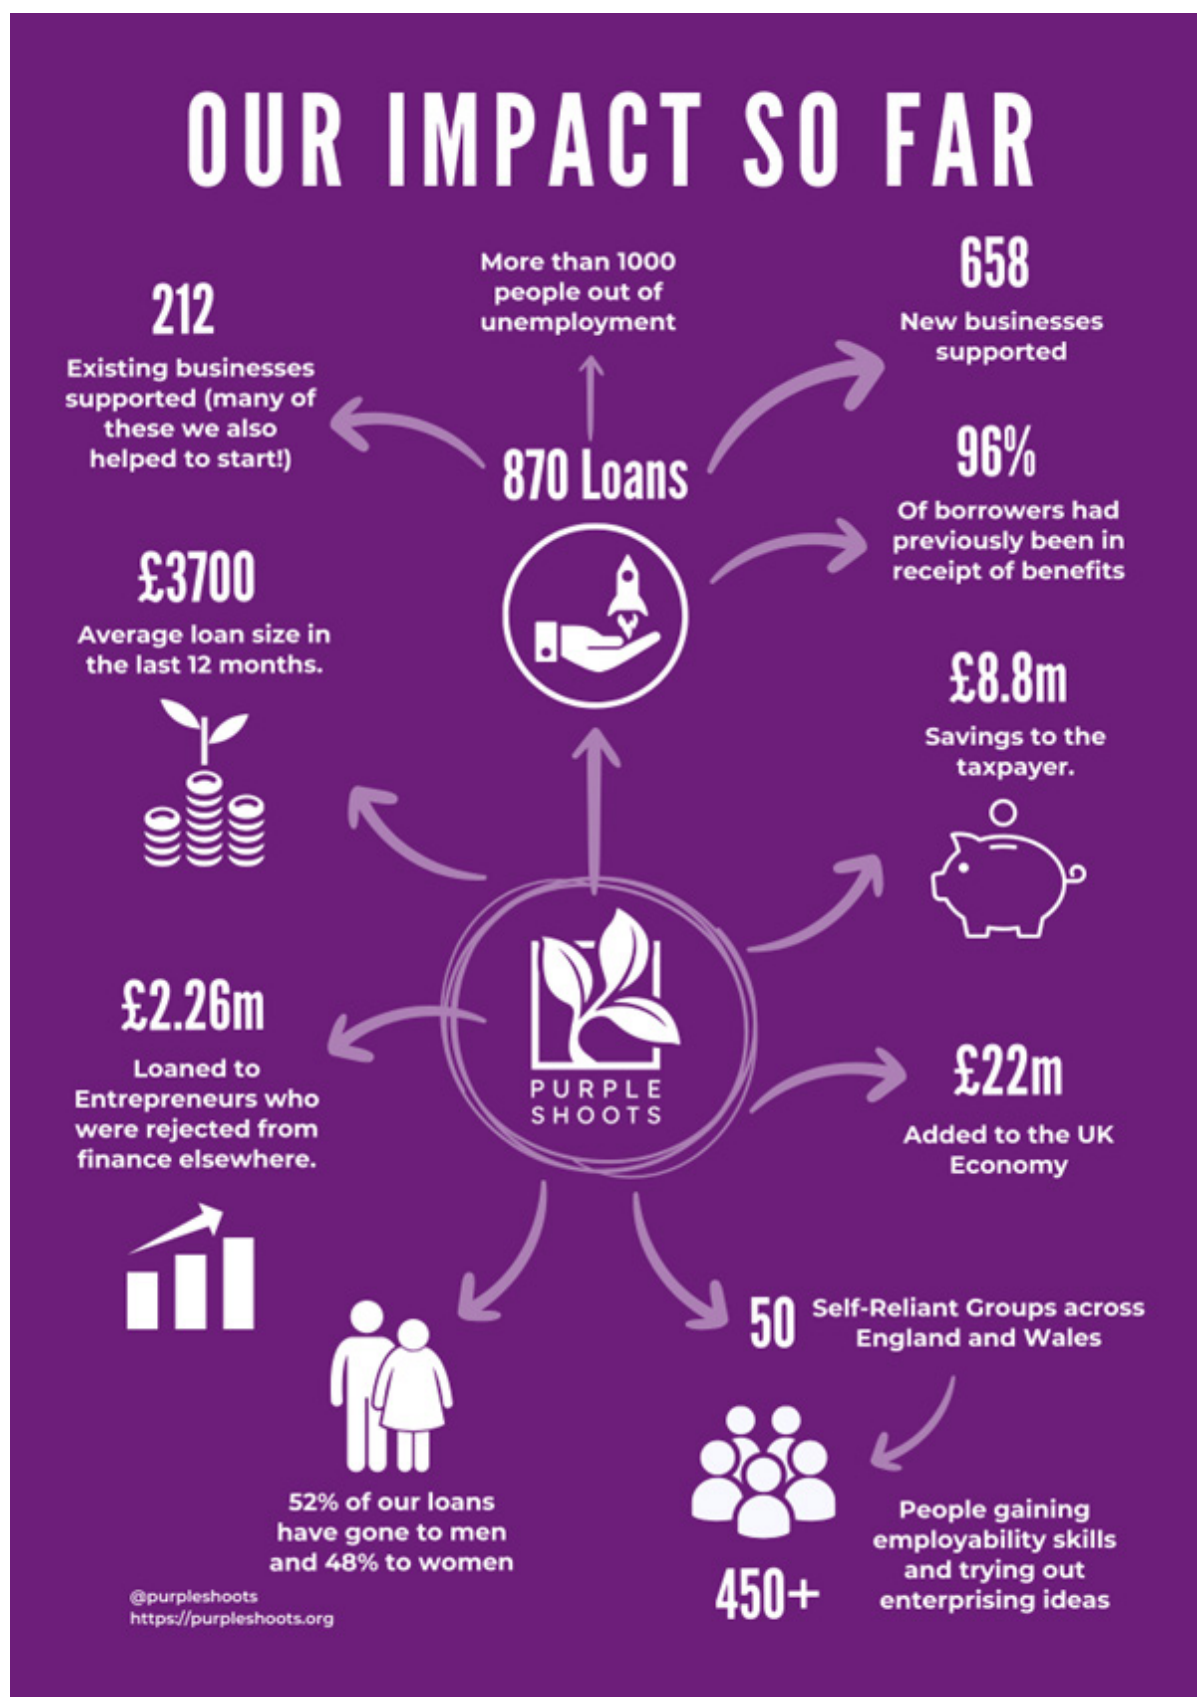 OUR IMPACT SO FAR
More than 1000
people out of
unemployment
212
Existing businesses
supported (many of
these we also
helped to start!)
658
New businesses
supported
870 Loans
96%
Of borrowers had
previously been in
receipt of benefits
£3700
Average loan size in
the last 12 months.
£8.8m
Savings to the
taxpayer.
£2.26m
Loaned to
Entrepreneurs who
were rejected from
finance elsewhere.
PURPLE
SHOOTS
£22m
Added to the UK
Economy
50
Self-Reliant Groups across
England and Wales
52% of our loans
have gone to men
and 48% to women
450+
People gaining
employability skills
and trying out
enterprising ideas
@purpleshoots
https://purpleshoots.org